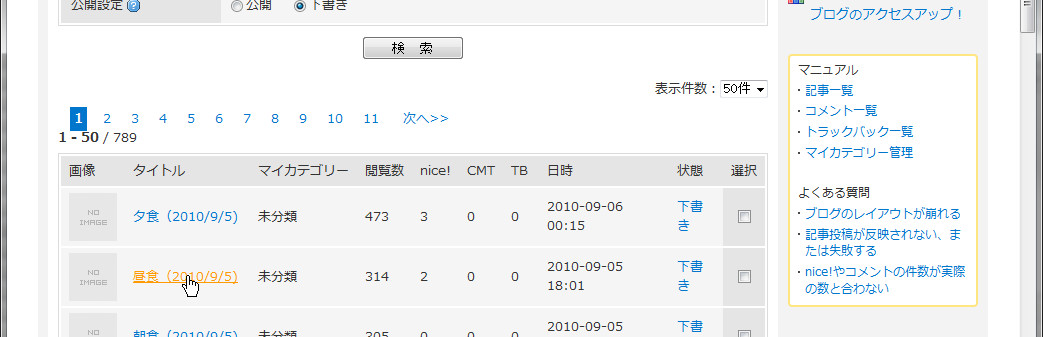 公開設定 公開 下書き
検 索
表示件数： 50件
1 2 3 4 5 6 7 8 9 10 11 次へ>>
1 - 50 / 789
画像 タイトル マイカテゴリー 閲覧数 nice! CMT TB 日時 状態 選択
NO IMAGE 夕食（2010/9/5） 未分類 473 3 0 0 2010-09-06 00:15 下書き
NO IMAGE 昼食（2010/9/5） 未分類 314 2 0 0 2010-09-05 18:01 下書き
NO IMAGE 朝食（2010/9/5） 未分類 205 0 0 0 2010-09-05 下書
ブログのアクセスアップ！
マニュアル
・記事一覧
・コメント一覧
・トラックバック一覧
・マイカテゴリー管理
よくある質問
・ブログのレイアウトが崩れる
・記事投稿が反映されない、ま
たは失敗する
・nice!やコメントの件数が実際
の数と合わない